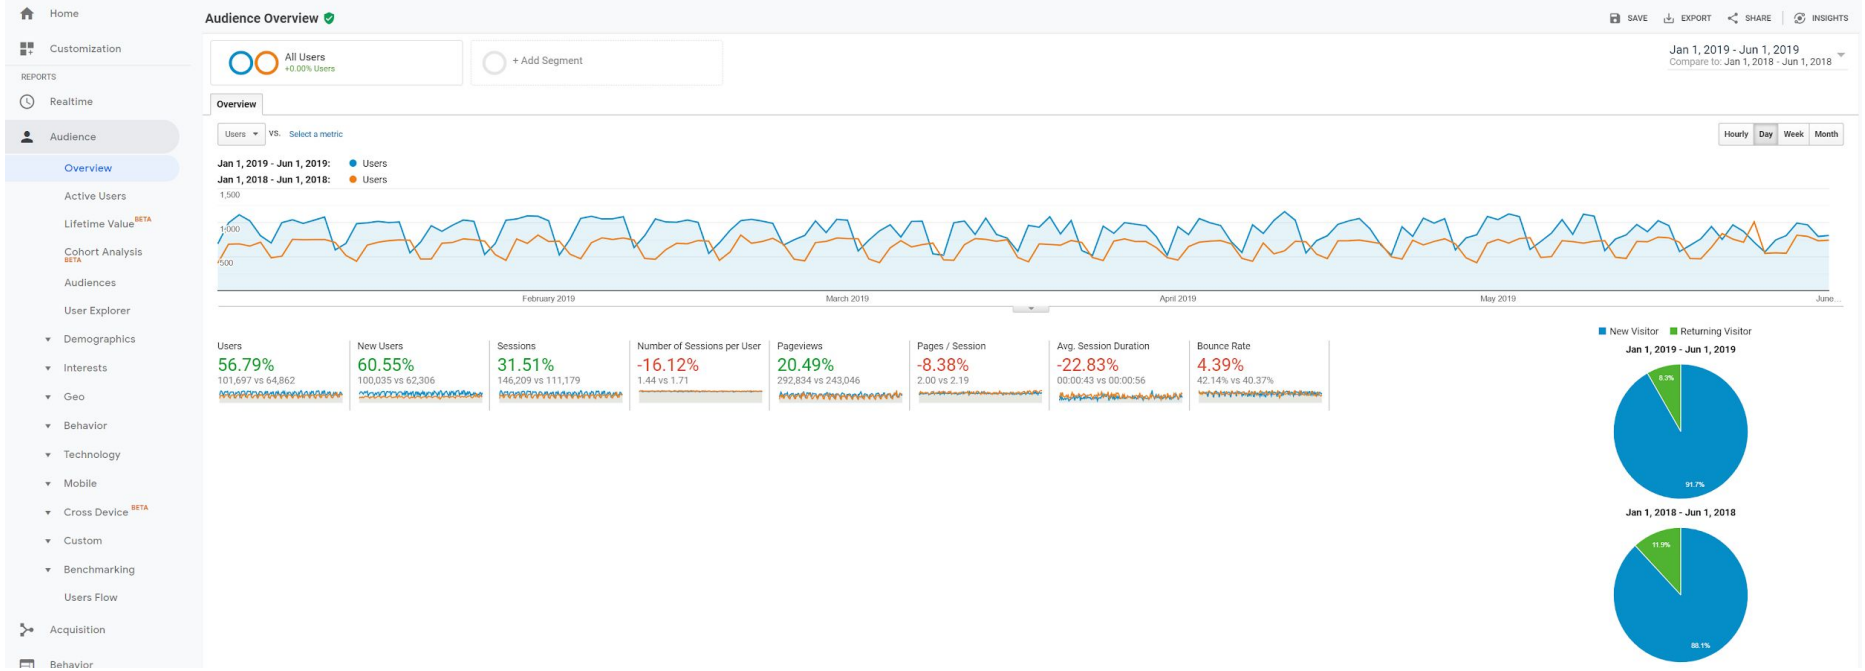 Home
Customization
REPORTS
Realtime
Audience
Overview
Active Users
Lifetime Value BETA
Cohort Analysis
BETA
Audiences
User Explorer
Demographics
Interests
Geo
Behavior
Technology
Mobile
Cross Device BETA
Custom
Benchmarking
Users Flow
Acquisition
Behavior
Audience Overview
SAVE EXPORT SHARE INSIGHTS
All Users
+0.00% Users
+ Add Segment
Jan 1, 2019 - Jun 1, 2019
Compare to: Jan 1, 2018 - Jun 1, 2018
Overview
Users VS. Select a metric
Hourly Day Week Month
Jan 1, 2019 - Jun 1, 2019: Users
Jan 1, 2018 - Jun 1, 2018: Users
1,500
1,000
500
February 2019 March 2019 April 2019 May 2019 June...
Users
56.79%
101,697 vs 64,862
New Users
60.55%
100,035 vs 62,306
Sessions
31.51%
146,209 vs 111,179
Number of Sessions per User
-16.12%
1.44 vs 1.71
Pageviews
20.49%
292,834 vs 243,046
Pages / Session
-8.38%
2.00 vs 2.19
Avg. Session Duration
-22.83%
00:00:43 vs 00:00:56
Bounce Rate
4.39%
42.14% vs 40.37%
New Visitor Returning Visitor
Jan 1, 2019 - Jun 1, 2019
8.3%
91.7%
Jan 1, 2018 - Jun 1, 2018
11.9%
88.1%